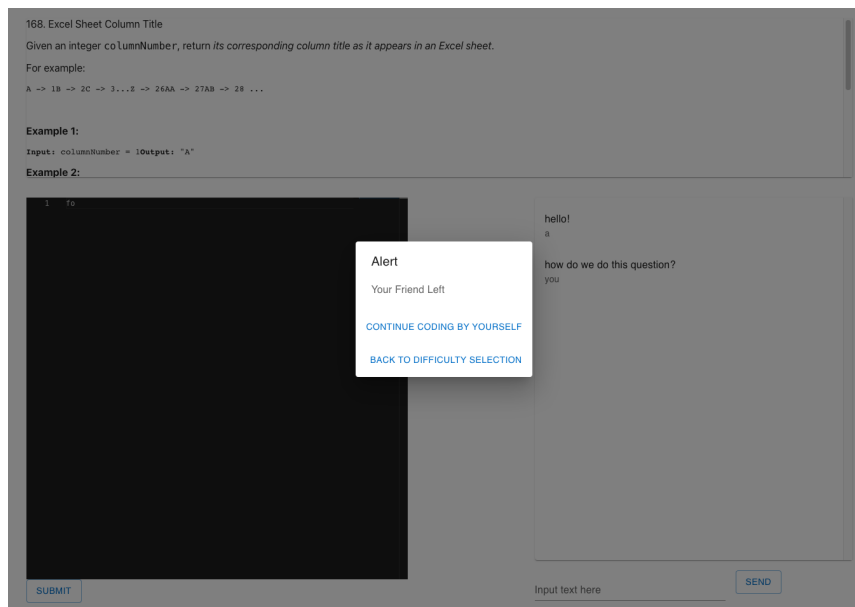 168. Excel Sheet Column Title
Given an integer columnNumber, return its corresponding column title as it appears in an Excel sheet.
For example:
A -> 1B -> 2C -> 3...Z -> 26AA -> 27AB -> 28 ...
Example 1:
Input: columnNumber = 1Output: "A"
Example 2:
1 fo
hello!
a
how do we do this question?
you
Alert
Your Friend Left
CONTINUE CODING BY YOURSELF
BACK TO DIFFICULTY SELECTION
SUBMIT
Input text here
SEND